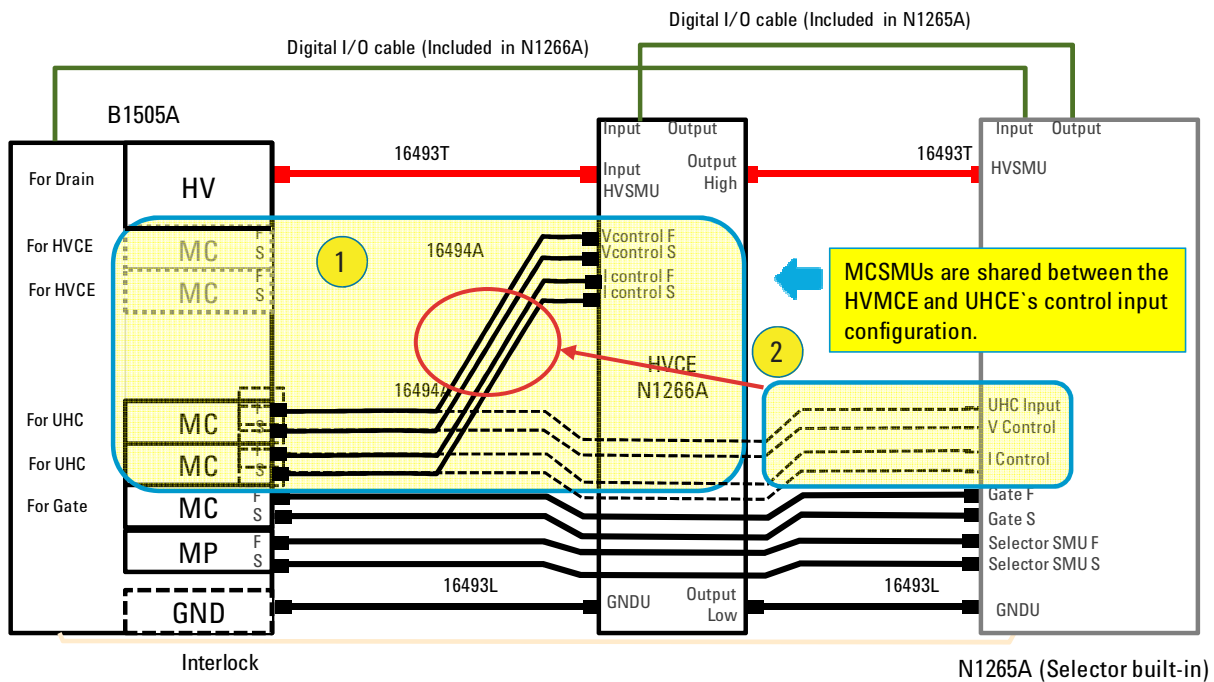 Digital I/O cable (Included in N1265A)
Digital I/O cable (Included in N1266A)
B1505A
Input Output
Input Output
For Drain
HV
16493T
Input
HVSMU
Output
High
16493T
HVSMU
For HVCE
MC
F
S
For HVCE
MC
F
S
1
16494A
Vcontrol F
Vcontrol S
I control F
I control S
MCSMUs are shared between the
HVMCE and UHCE`s control input
configuration.
2
HVCE
N1266A
16494A
For UHC
MC
F
S
For UHC
MC
F
S
UHC Input
V Control
I Control
For Gate
MC
F
S
Gate F
Gate S
MP
F
S
Selector SMU F
Selector SMU S
GND
16493L
GNDU
Output
Low
16493L
GNDU
Interlock
N1265A (Selector built-in)